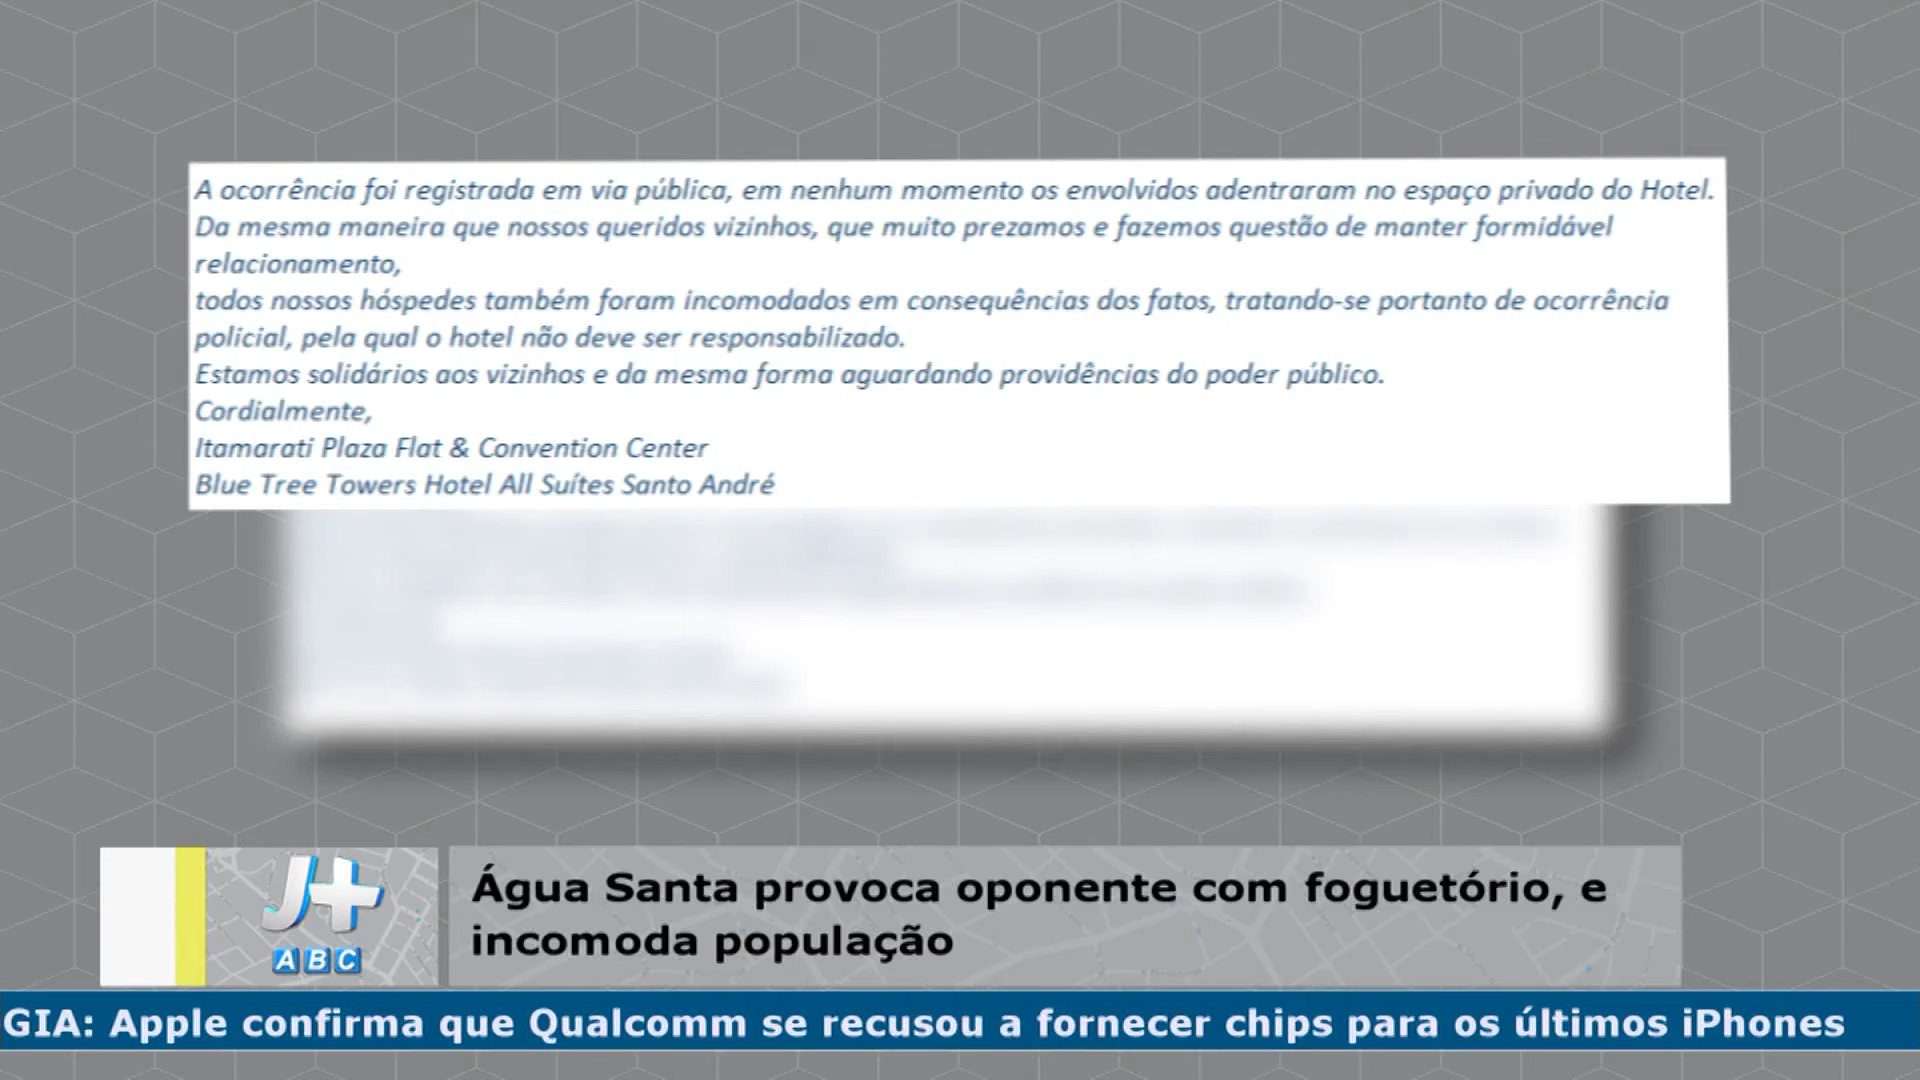 A ocorrência foi registrada em via pública, em nenhum momento os envolvidos adentraram no espaço privado do Hotel.
Da mesma maneira que nossos queridos vizinhos, que muito prezamos e fazemos questão de manter formidável
relacionamento,
todos nossos hóspedes também foram incomodados em consequências dos fatos, tratando-se portanto de ocorrência
policial, pela qual o hotel não deve ser responsabilizado.
Estamos solidários aos vizinhos e da mesma forma aguardando providências do poder público.
Cordialmente,
Itamarati Plaza Flat & Convention Center
Blue Tree Towers Hotel All Suítes Santo André
J+
ABC
Água Santa provoca oponente com foguetório, e
incomoda população
GIA: Apple confirma que Qualcomm se recusou a fornecer chips para os últimos iPhones